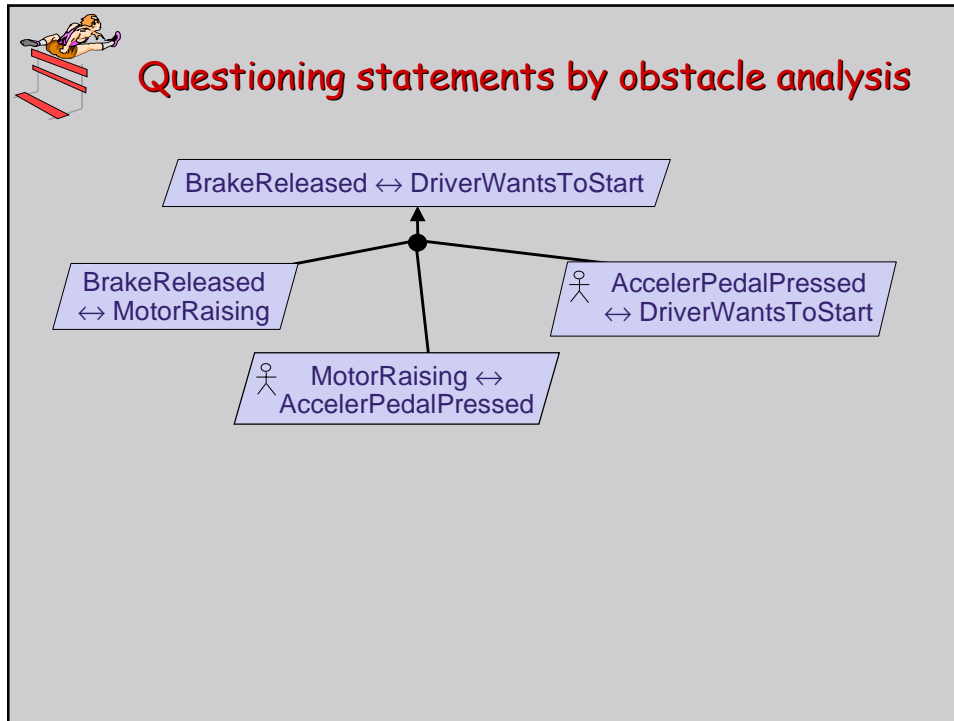 Questioning statements by obstacle analysis
BrakeReleased ↔ DriverWantsToStart
BrakeReleased
↔ MotorRaising
MotorRaising ↔
AccelerPedalPressed
AccelerPedalPressed
↔ DriverWantsToStart